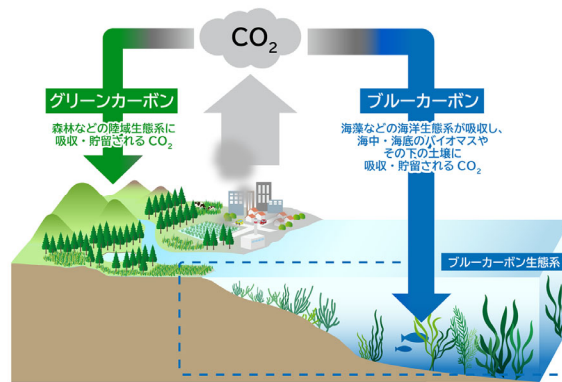 CO₂
グリーンカーボン
森林などの陸域生態系に
吸収・貯留される CO₂
ブルーカーボン
海藻などの海洋生態系が吸収し、
海中・海底のバイオマスや
その下の土壌に
吸収・貯留される CO₂
ブルーカーボン生態系